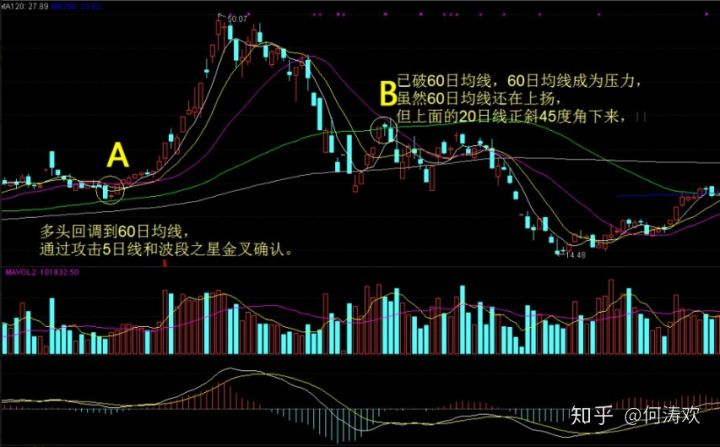 MA120: 27.89
50.07
已破60日均线，60日均线成为压力，
虽然60日均线还在上扬，
但上面的20日线正斜45度角下来，
B
A
多头回调到60日均线，
通过攻击5日线和波段之星金叉确认。
14.48
MAVOL2: 101932.50
知乎 @何涛欢